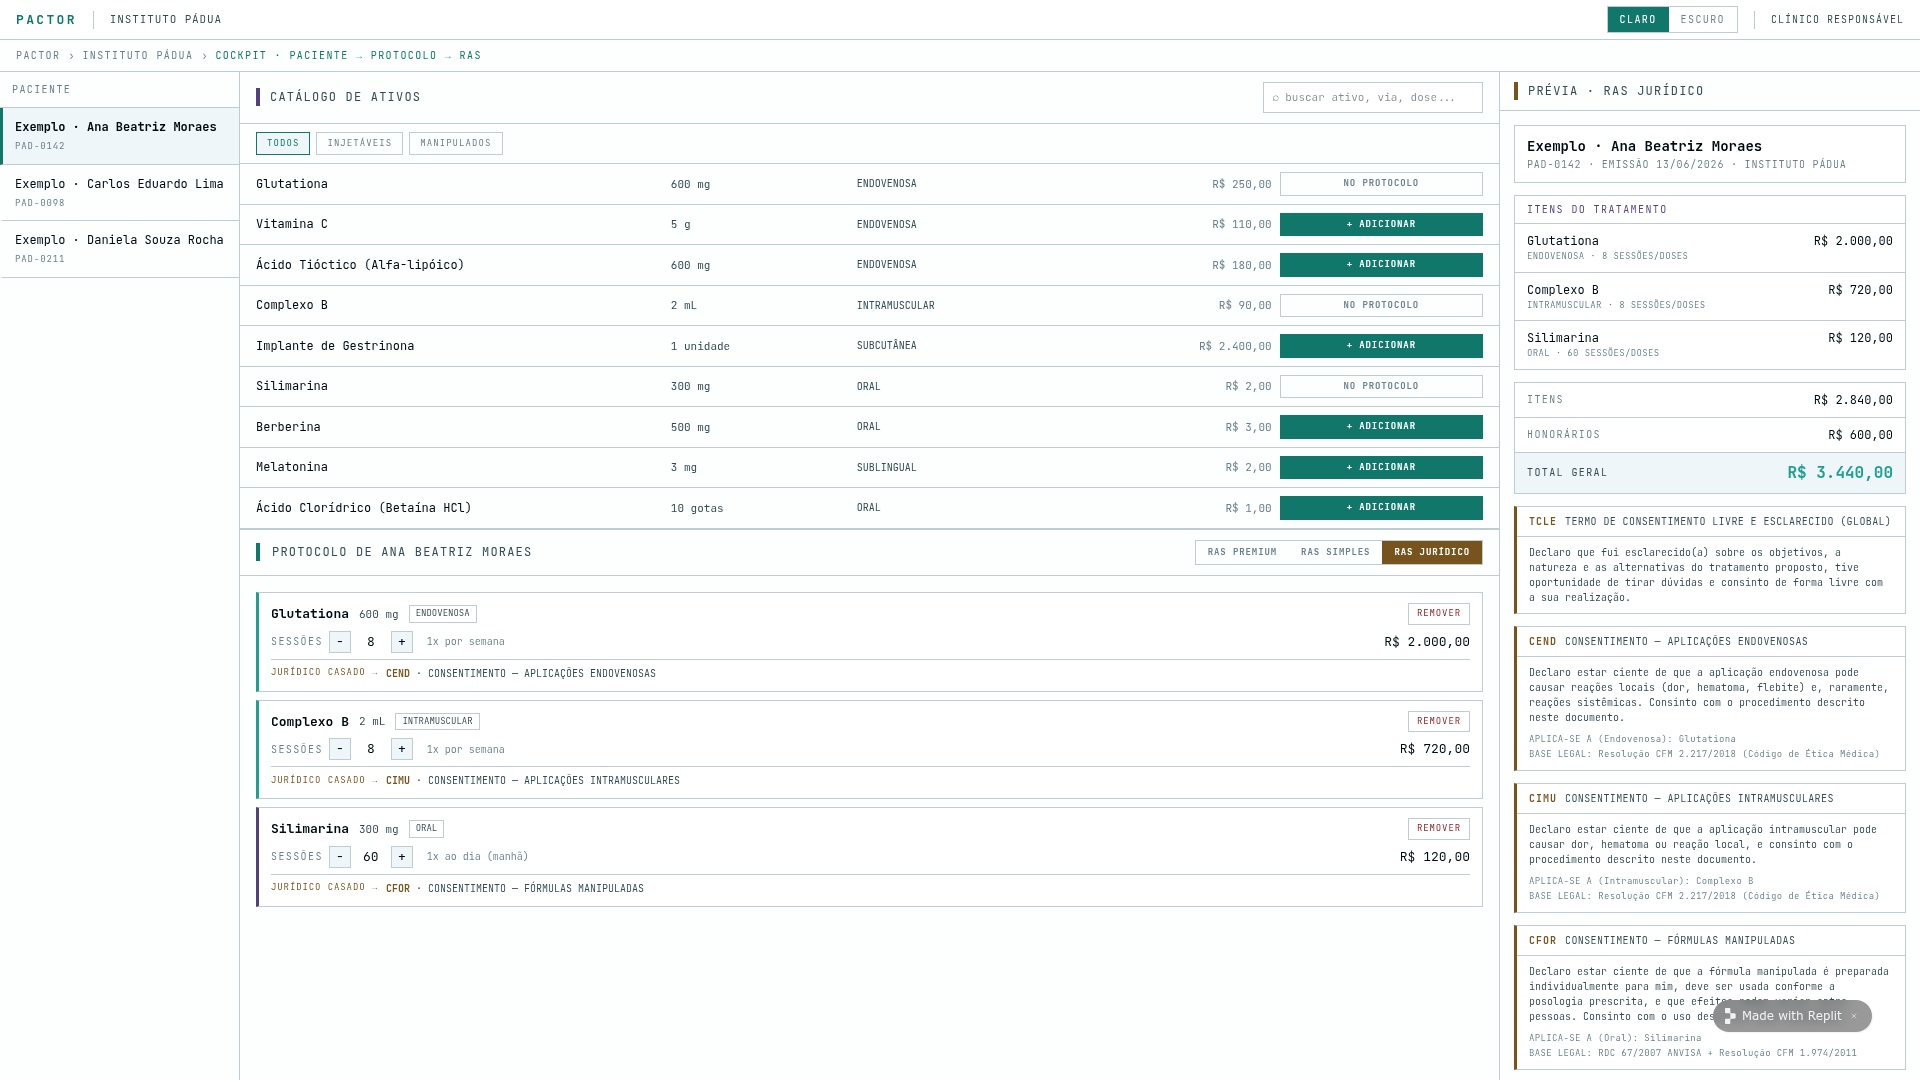 PACTOR
INSTITUTO PÁDUA
CLARO
ESCURO
CLÍNICO RESPONSÁVEL
PACTOR › INSTITUTO PÁDUA › COCKPIT · PACIENTE → PROTOCOLO → RAS
PACIENTE
Exemplo · Ana Beatriz Moraes
PAD-0142
Exemplo · Carlos Eduardo Lima
PAD-0098
Exemplo · Daniela Souza Rocha
PAD-0211
CATÁLOGO DE ATIVOS
⌕ buscar ativo, via, dose...
TODOS
INJETÁVEIS
MANIPULADOS
Glutationa 600 mg ENDOVENOSA R$ 250,00 NO PROTOCOLO
Vitamina C 5 g ENDOVENOSA R$ 110,00 + ADICIONAR
Ácido Tióctico (Alfa-lipóico) 600 mg ENDOVENOSA R$ 180,00 + ADICIONAR
Complexo B 2 mL INTRAMUSCULAR R$ 90,00 NO PROTOCOLO
Implante de Gestrinona 1 unidade SUBCUTÂNEA R$ 2.400,00 + ADICIONAR
Silimarina 300 mg ORAL R$ 2,00 NO PROTOCOLO
Berberina 500 mg ORAL R$ 3,00 + ADICIONAR
Melatonina 3 mg SUBLINGUAL R$ 2,00 + ADICIONAR
Ácido Clorídrico (Betaína HCl) 10 gotas ORAL R$ 1,00 + ADICIONAR
PROTOCOLO DE ANA BEATRIZ MORAES
RAS PREMIUM
RAS SIMPLES
RAS JURÍDICO
Glutationa 600 mg ENDOVENOSA REMOVER
SESSÕES - 8 + 1x por semana R$ 2.000,00
JURÍDICO CASADO → CEND · CONSENTIMENTO — APLICAÇÕES ENDOVENOSAS
Complexo B 2 mL INTRAMUSCULAR REMOVER
SESSÕES - 8 + 1x por semana R$ 720,00
JURÍDICO CASADO → CIMU · CONSENTIMENTO — APLICAÇÕES INTRAMUSCULARES
Silimarina 300 mg ORAL REMOVER
SESSÕES - 60 + 1x ao dia (manhã) R$ 120,00
JURÍDICO CASADO → CFOR · CONSENTIMENTO — FÓRMULAS MANIPULADAS
PRÉVIA · RAS JURÍDICO
Exemplo · Ana Beatriz Moraes
PAD-0142 · EMISSÃO 13/06/2026 · INSTITUTO PÁDUA
ITENS DO TRATAMENTO
Glutationa R$ 2.000,00
ENDOVENOSA · 8 SESSÕES/DOSES
Complexo B R$ 720,00
INTRAMUSCULAR · 8 SESSÕES/DOSES
Silimarina R$ 120,00
ORAL · 60 SESSÕES/DOSES
ITENS R$ 2.840,00
HONORÁRIOS R$ 600,00
TOTAL GERAL R$ 3.440,00
TCLE TERMO DE CONSENTIMENTO LIVRE E ESCLARECIDO (GLOBAL)
Declaro que fui esclarecido(a) sobre os objetivos, a
natureza e as alternativas do tratamento proposto, tive
oportunidade de tirar dúvidas e consinto de forma livre com
a sua realização.
CEND CONSENTIMENTO — APLICAÇÕES ENDOVENOSAS
Declaro estar ciente de que a aplicação endovenosa pode
causar reações locais (dor, hematoma, flebite) e, raramente,
reações sistêmicas. Consinto com o procedimento descrito
neste documento.
APLICA-SE A (Endovenosa): Glutationa
BASE LEGAL: Resolução CFM 2.217/2018 (Código de Ética Médica)
CIMU CONSENTIMENTO — APLICAÇÕES INTRAMUSCULARES
Declaro estar ciente de que a aplicação intramuscular pode
causar dor, hematoma ou reação local, e consinto com o
procedimento descrito neste documento.
APLICA-SE A (Intramuscular): Complexo B
BASE LEGAL: Resolução CFM 2.217/2018 (Código de Ética Médica)
CFOR CONSENTIMENTO — FÓRMULAS MANIPULADAS
Declaro estar ciente de que a fórmula manipulada é preparada
individualmente para mim, deve ser usada conforme a
posologia prescrita, e que
pessoas. Consinto com o uso
APLICA-SE A (Oral): Silimarina
BASE LEGAL: RDC 67/2007 ANVISA + Resolução CFM 1.974/2011
Made with Replit ×